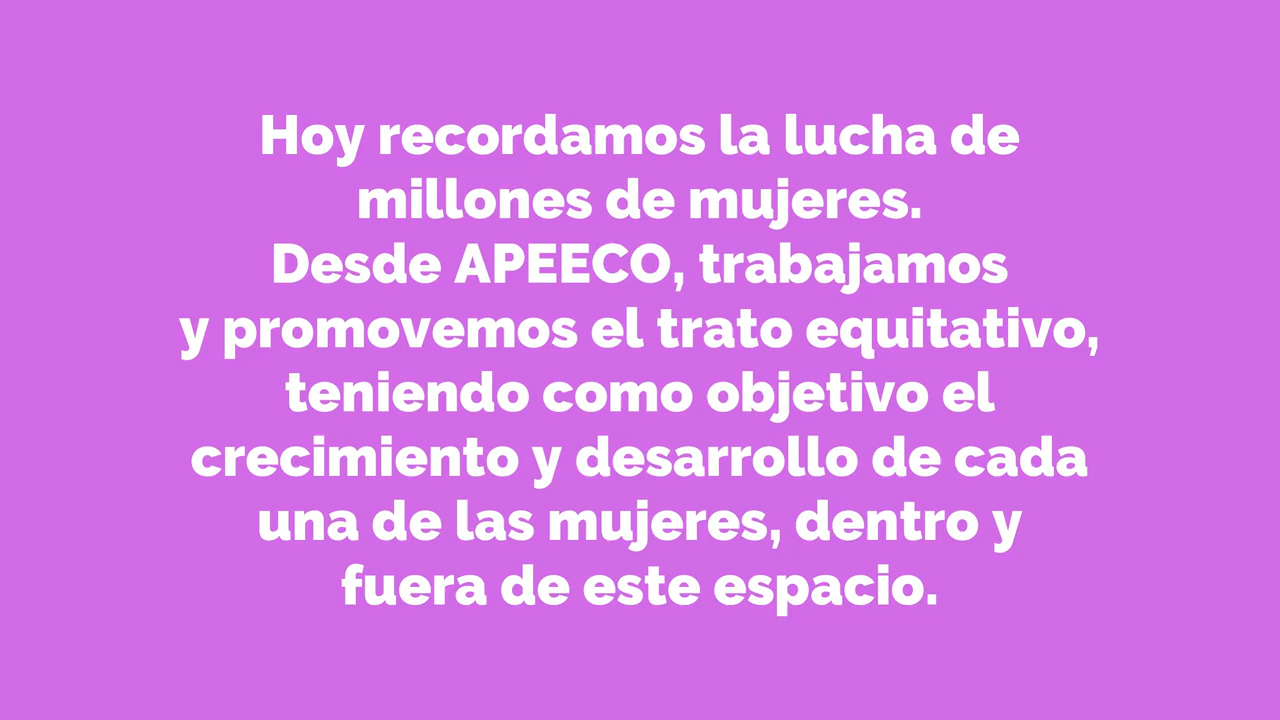 Hoy recordamos la lucha de
millones de mujeres.
Desde APEECO, trabajamos
y promovemos el trato equitativo,
teniendo como objetivo el
crecimiento y desarrollo de cada
una de las mujeres, dentro y
fuera de este espacio.